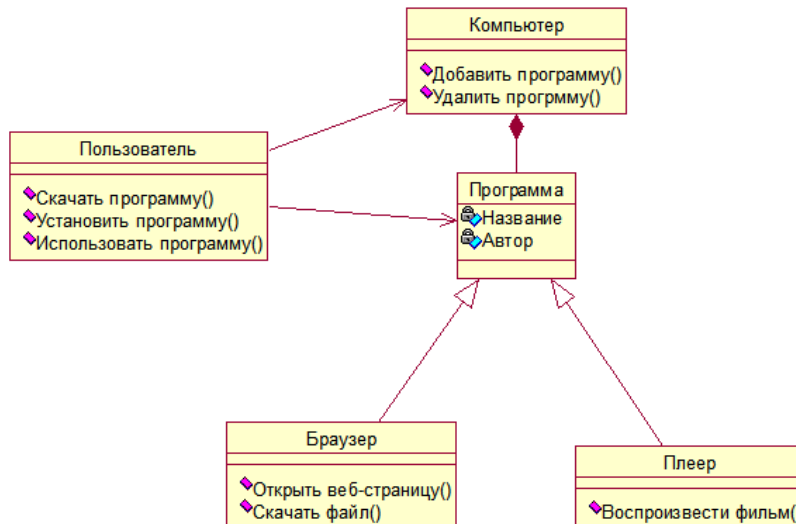 Компьютер
Добавить программу()
Удалить прогрмму()
Пользователь
Скачать программу()
Установить программу()
Использовать программу()
Программа
Название
Автор
Браузер
Открыть веб-страницу()
Скачать файл()
Плеер
Воспроизвести фильм(